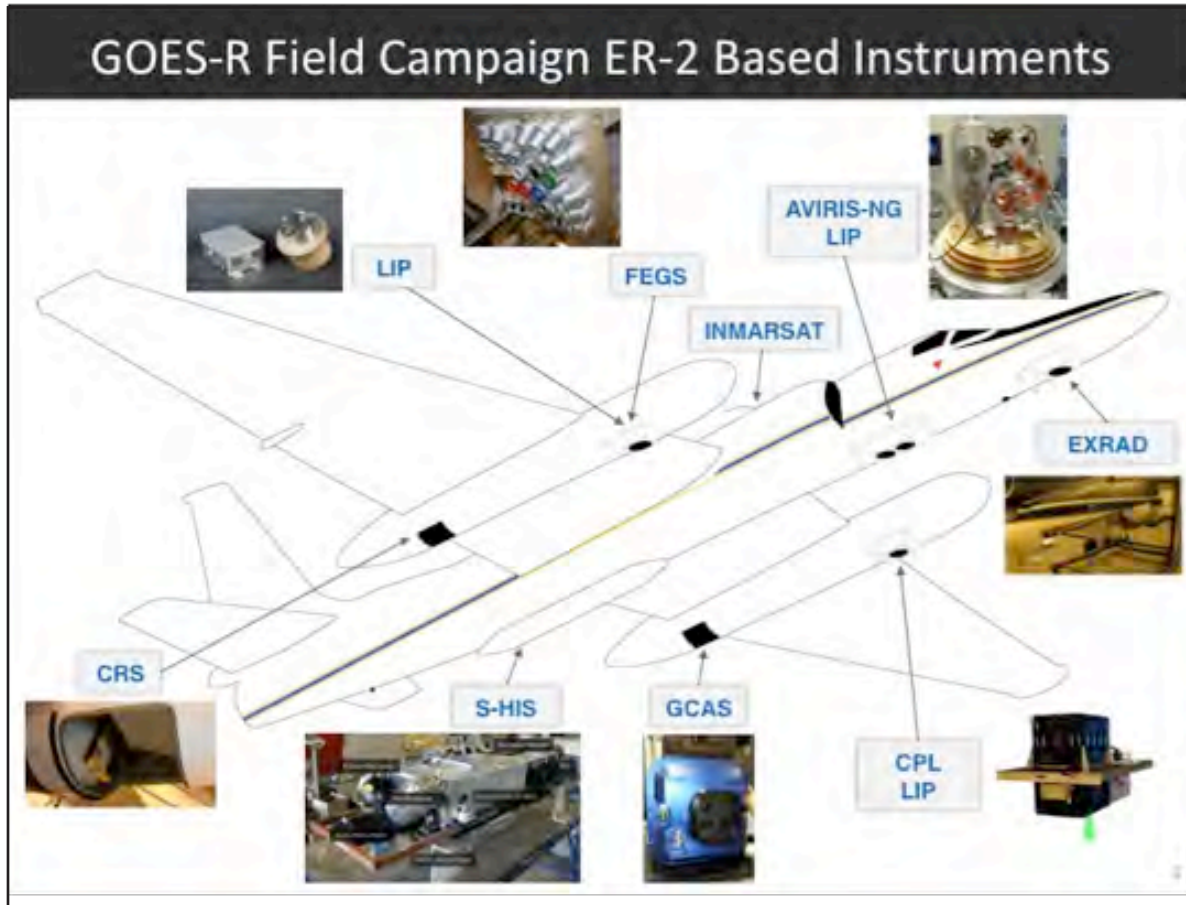 GOES-R Field Campaign ER-2 Based Instruments
LIP
FEGS
AVIRIS-NG
LIP
INMARSAT
EXRAD
CRS
S-HIS
GCAS
CPL
LIP